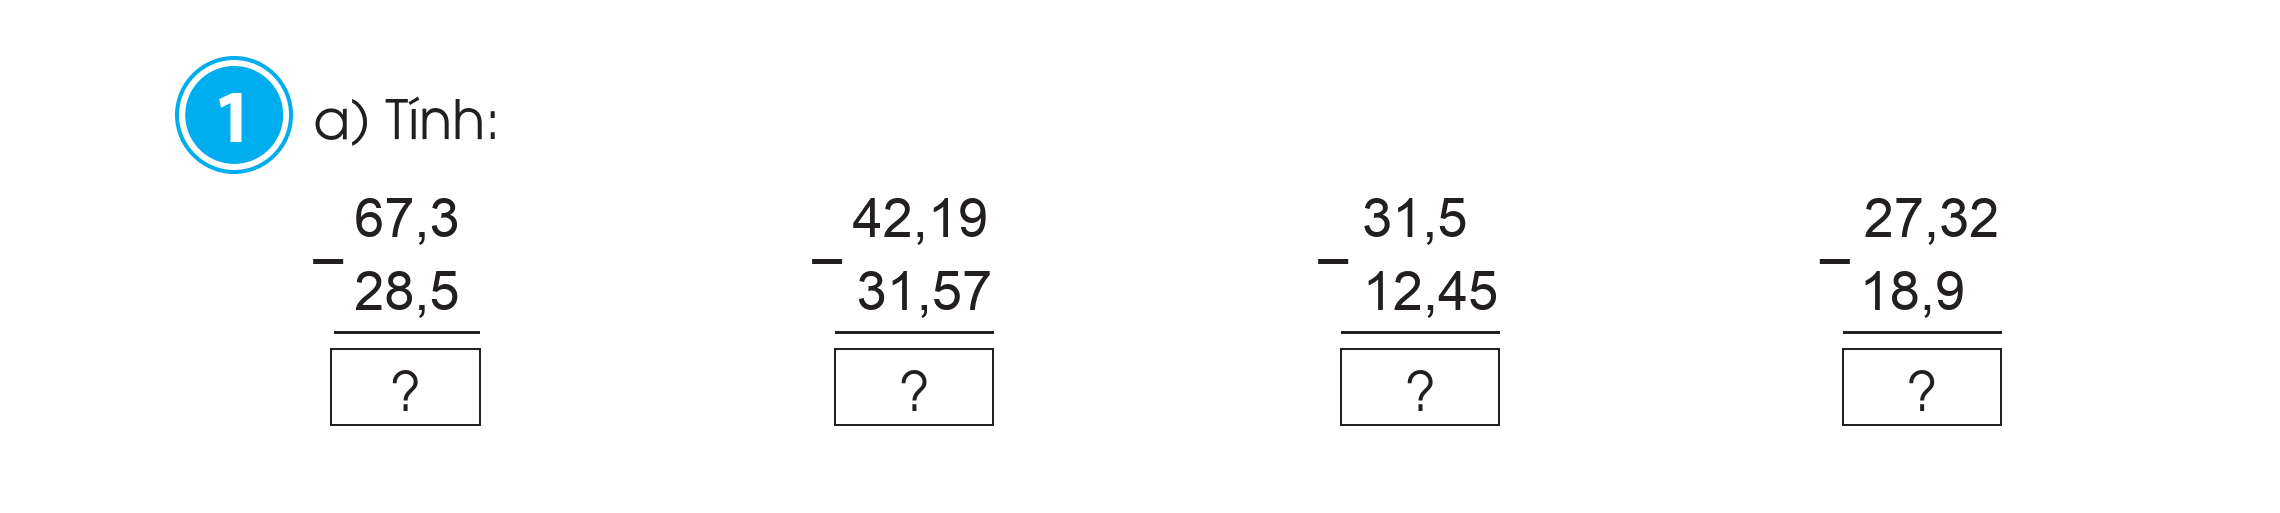 1 a) Tính:
67,3 42,19 31,5 27,32
– – – –
28,5 31,57 12,45 18,9
? ? ? ?